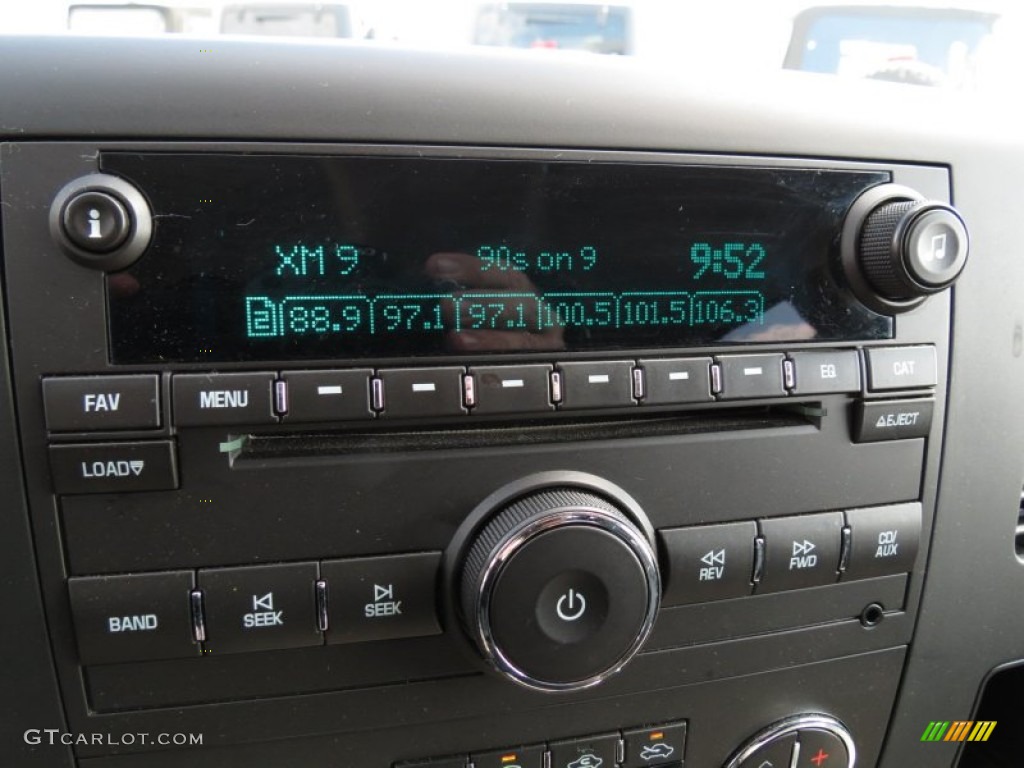 XM 9 90s on 9 9:52
2 88.9 97.1 97.1 100.5 101.5 106.3
FAV MENU EQ CAT
LOAD EJECT
BAND SEEK SEEK REV FWD CD/
AUX
GTCARLOT.COM